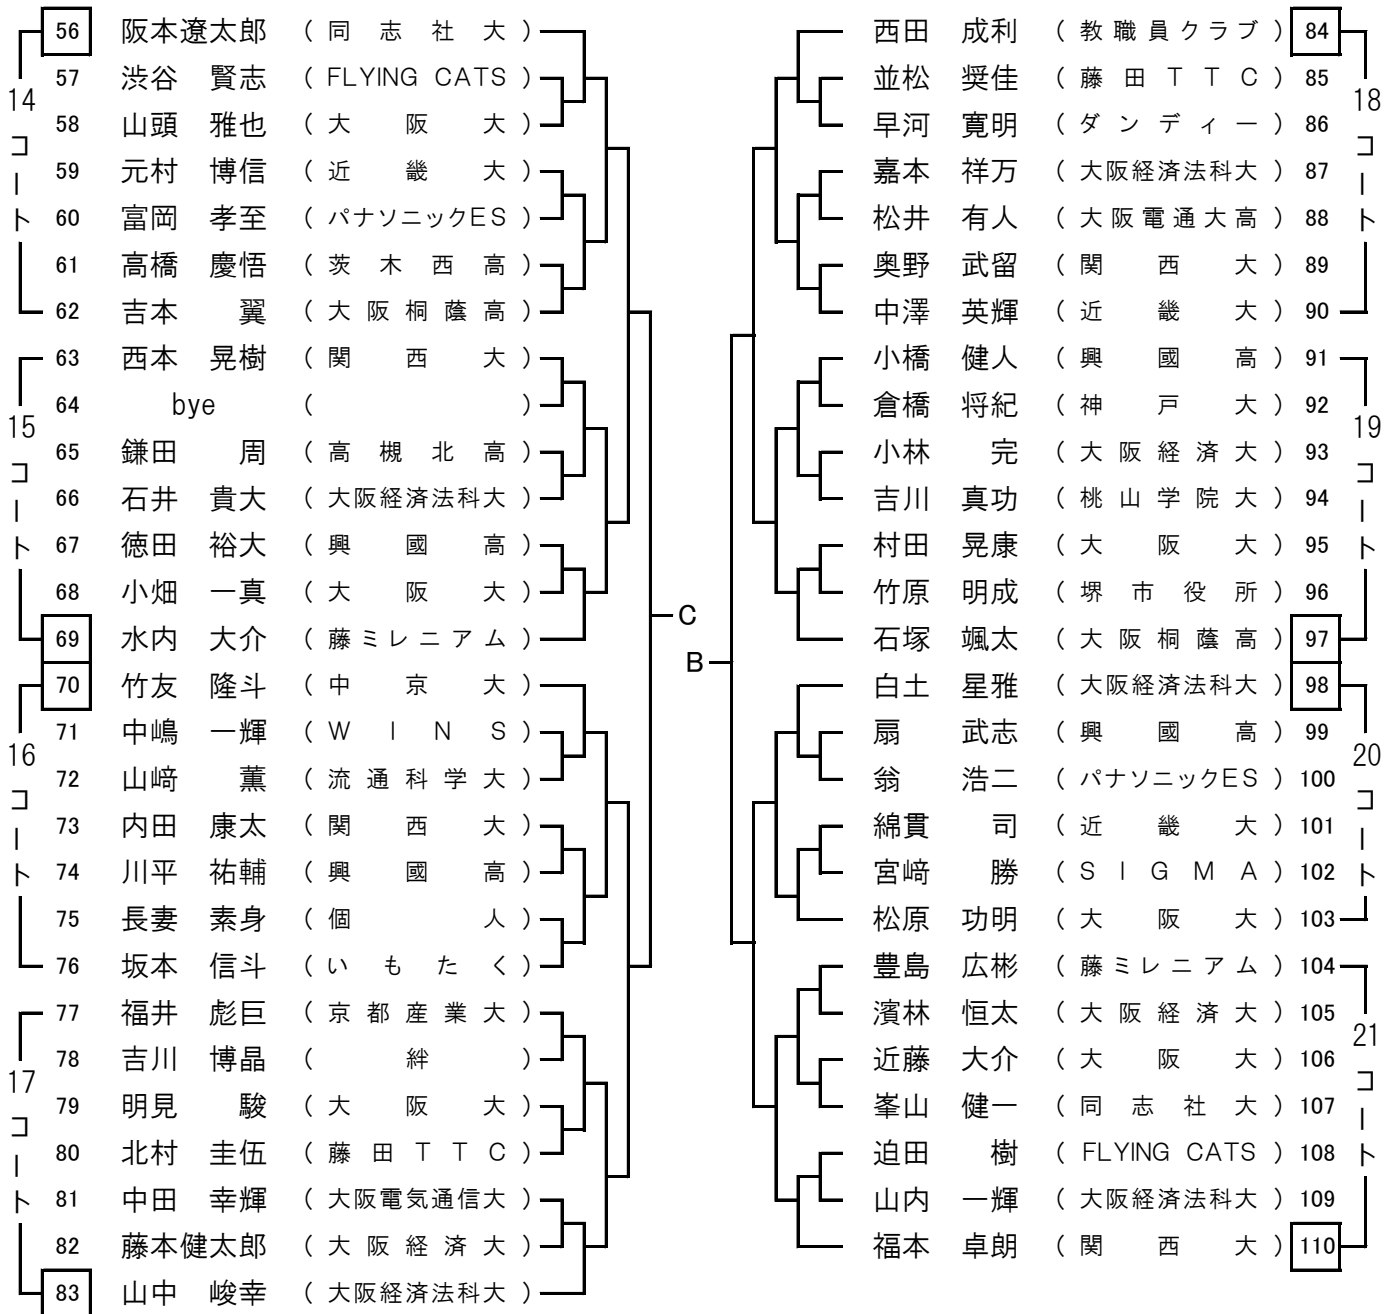 56 阪本遼太郎 ( 同 志 社 大 )
57 渋谷 賢志 ( FLYING CATS )
58 山頭 雅也 ( 大 阪 大 )
59 元村 博信 ( 近 畿 大 )
60 富岡 孝至 ( パナソニックES )
61 高橋 慶悟 ( 茨 木 西 高 )
62 吉本 翼 ( 大 阪 桐 蔭 高 )
14コート
63 西本 晃樹 ( 関 西 大 )
64 bye ( )
65 鎌田 周 ( 高 槻 北 高 )
66 石井 貴大 ( 大阪経済法科大 )
67 徳田 裕大 ( 興 國 高 )
68 小畑 一真 ( 大 阪 大 )
69 水内 大介 ( 藤ミレニアム )
15コート
70 竹友 隆斗 ( 中 京 大 )
71 中嶋 一輝 ( W I N S )
72 山﨑 薫 ( 流 通 科 学 大 )
73 内田 康太 ( 関 西 大 )
74 川平 祐輔 ( 興 國 高 )
75 長妻 素身 ( 個 人 )
76 坂本 信斗 ( い も た く )
16コート
77 福井 彪巨 ( 京 都 産 業 大 )
78 吉川 博晶 ( 絆 )
79 明見 駿 ( 大 阪 大 )
80 北村 圭伍 ( 藤 田 T T C )
81 中田 幸輝 ( 大阪電気通信大 )
82 藤本健太郎 ( 大 阪 経 済 大 )
83 山中 峻幸 ( 大阪経済法科大 )
17コート
C
B
西田 成利 ( 教職員クラブ ) 84
並松 奨佳 ( 藤 田 T T C ) 85
早河 寛明 ( ダ ン デ ィ ー ) 86
嘉本 祥万 ( 大阪経済法科大 ) 87
松井 有人 ( 大阪電通大高 ) 88
奥野 武留 ( 関 西 大 ) 89
中澤 英輝 ( 近 畿 大 ) 90
18コート
小橋 健人 ( 興 國 高 ) 91
倉橋 将紀 ( 神 戸 大 ) 92
小林 完 ( 大 阪 経 済 大 ) 93
吉川 真功 ( 桃 山 学 院 大 ) 94
村田 晃康 ( 大 阪 大 ) 95
竹原 明成 ( 堺 市 役 所 ) 96
石塚 颯太 ( 大 阪 桐 蔭 高 ) 97
19コート
白土 星雅 ( 大阪経済法科大 ) 98
扇 武志 ( 興 國 高 ) 99
翁 浩二 ( パナソニックES ) 100
綿貫 司 ( 近 畿 大 ) 101
宮﨑 勝 ( S I G M A ) 102
松原 功明 ( 大 阪 大 ) 103
20コート
豊島 広彬 ( 藤ミレニアム ) 104
濱林 恒太 ( 大 阪 経 済 大 ) 105
近藤 大介 ( 大 阪 大 ) 106
峯山 健一 ( 同 志 社 大 ) 107
迫田 樹 ( FLYING CATS ) 108
山内 一輝 ( 大阪経済法科大 ) 109
福本 卓朗 ( 関 西 大 ) 110
21コート